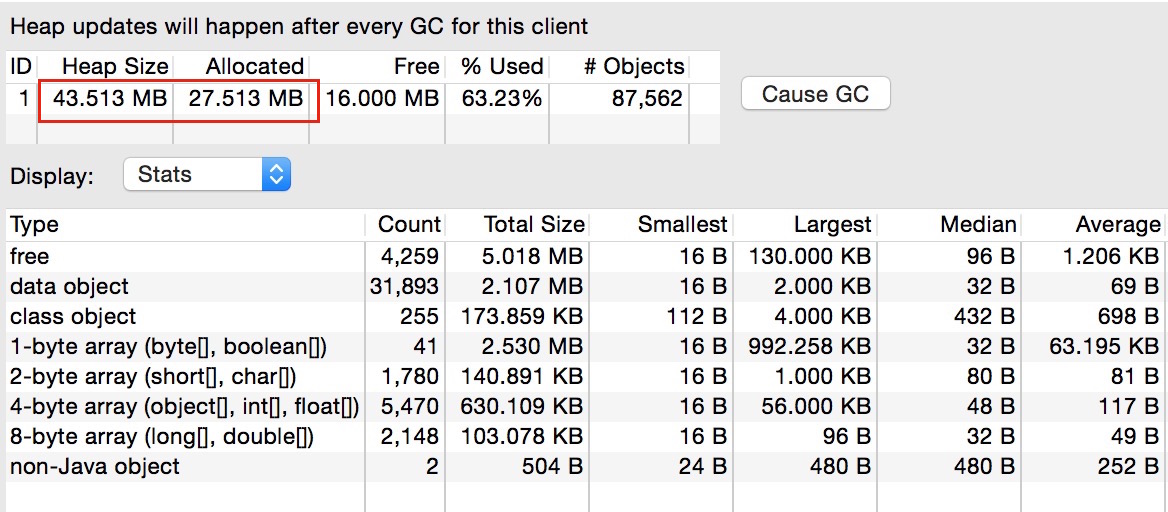 Heap updates will happen after every GC for this client
ID Heap Size Allocated Free % Used # Objects
1 43.513 MB 27.513 MB 16.000 MB 63.23% 87,562
Cause GC
Display: Stats
Type Count Total Size Smallest Largest Median Average
free 4,259 5.018 MB 16 B 130.000 KB 96 B 1.206 KB
data object 31,893 2.107 MB 16 B 2.000 KB 32 B 69 B
class object 255 173.859 KB 112 B 4.000 KB 432 B 698 B
1-byte array (byte[], boolean[]) 41 2.530 MB 16 B 992.258 KB 32 B 63.195 KB
2-byte array (short[], char[]) 1,780 140.891 KB 16 B 1.000 KB 80 B 81 B
4-byte array (object[], int[], float[]) 5,470 630.109 KB 16 B 56.000 KB 48 B 117 B
8-byte array (long[], double[]) 2,148 103.078 KB 16 B 96 B 32 B 49 B
non-Java object 2 504 B 24 B 480 B 480 B 252 B